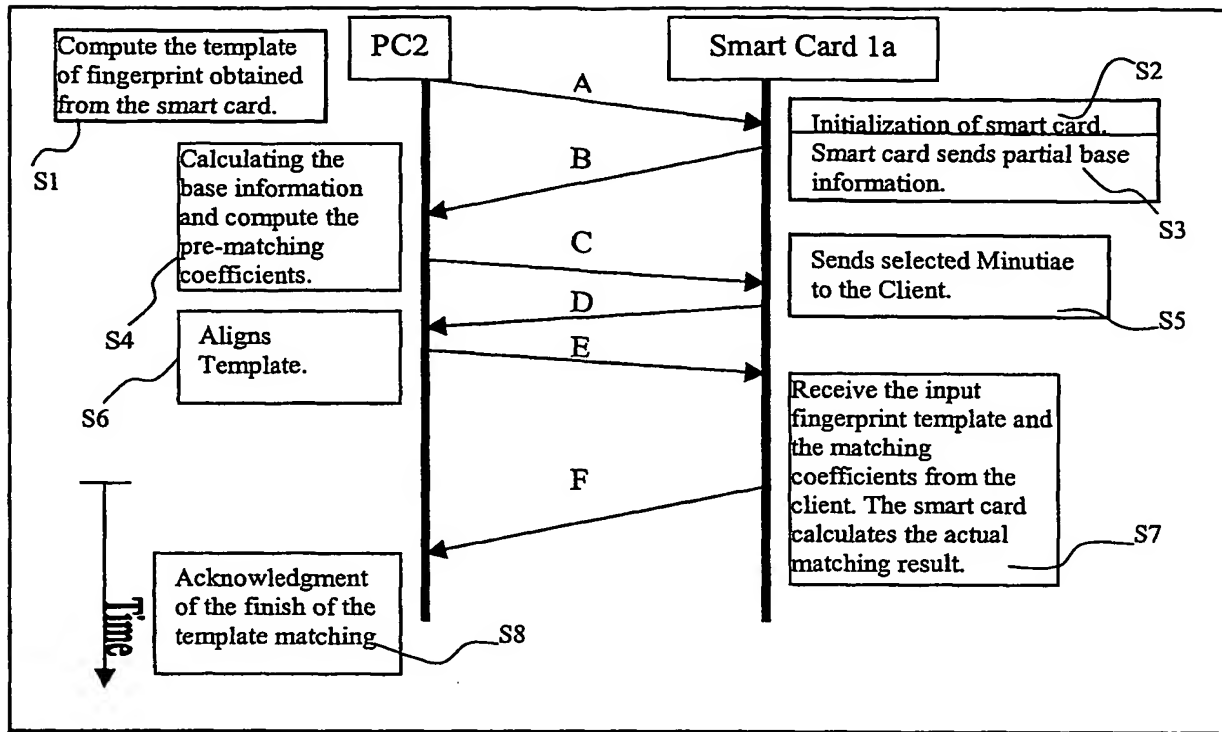 Compute the template
of fingerprint obtained
from the smart card.
S1
PC2
Smart Card 1a
A
S2
Initialization of smart card.
Smart card sends partial base
information.
S3
B
Calculating the
base information
and compute the
pre-matching
coefficients.
S4
C
Sends selected Minutiae
to the Client.
S5
D
Aligns
Template.
S6
E
Receive the input
fingerprint template and
the matching
coefficients from the
client. The smart card
calculates the actual
matching result.
S7
F
Time
Acknowledgment
of the finish of the
template matching
S8